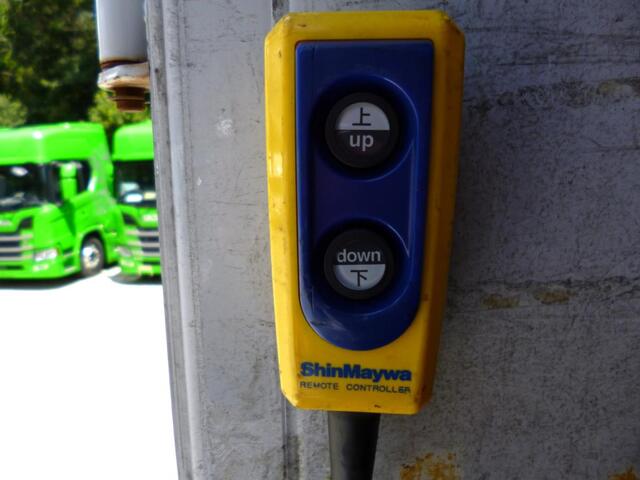 上
up
down
下
ShinMaywa
REMOTE CONTROLLER